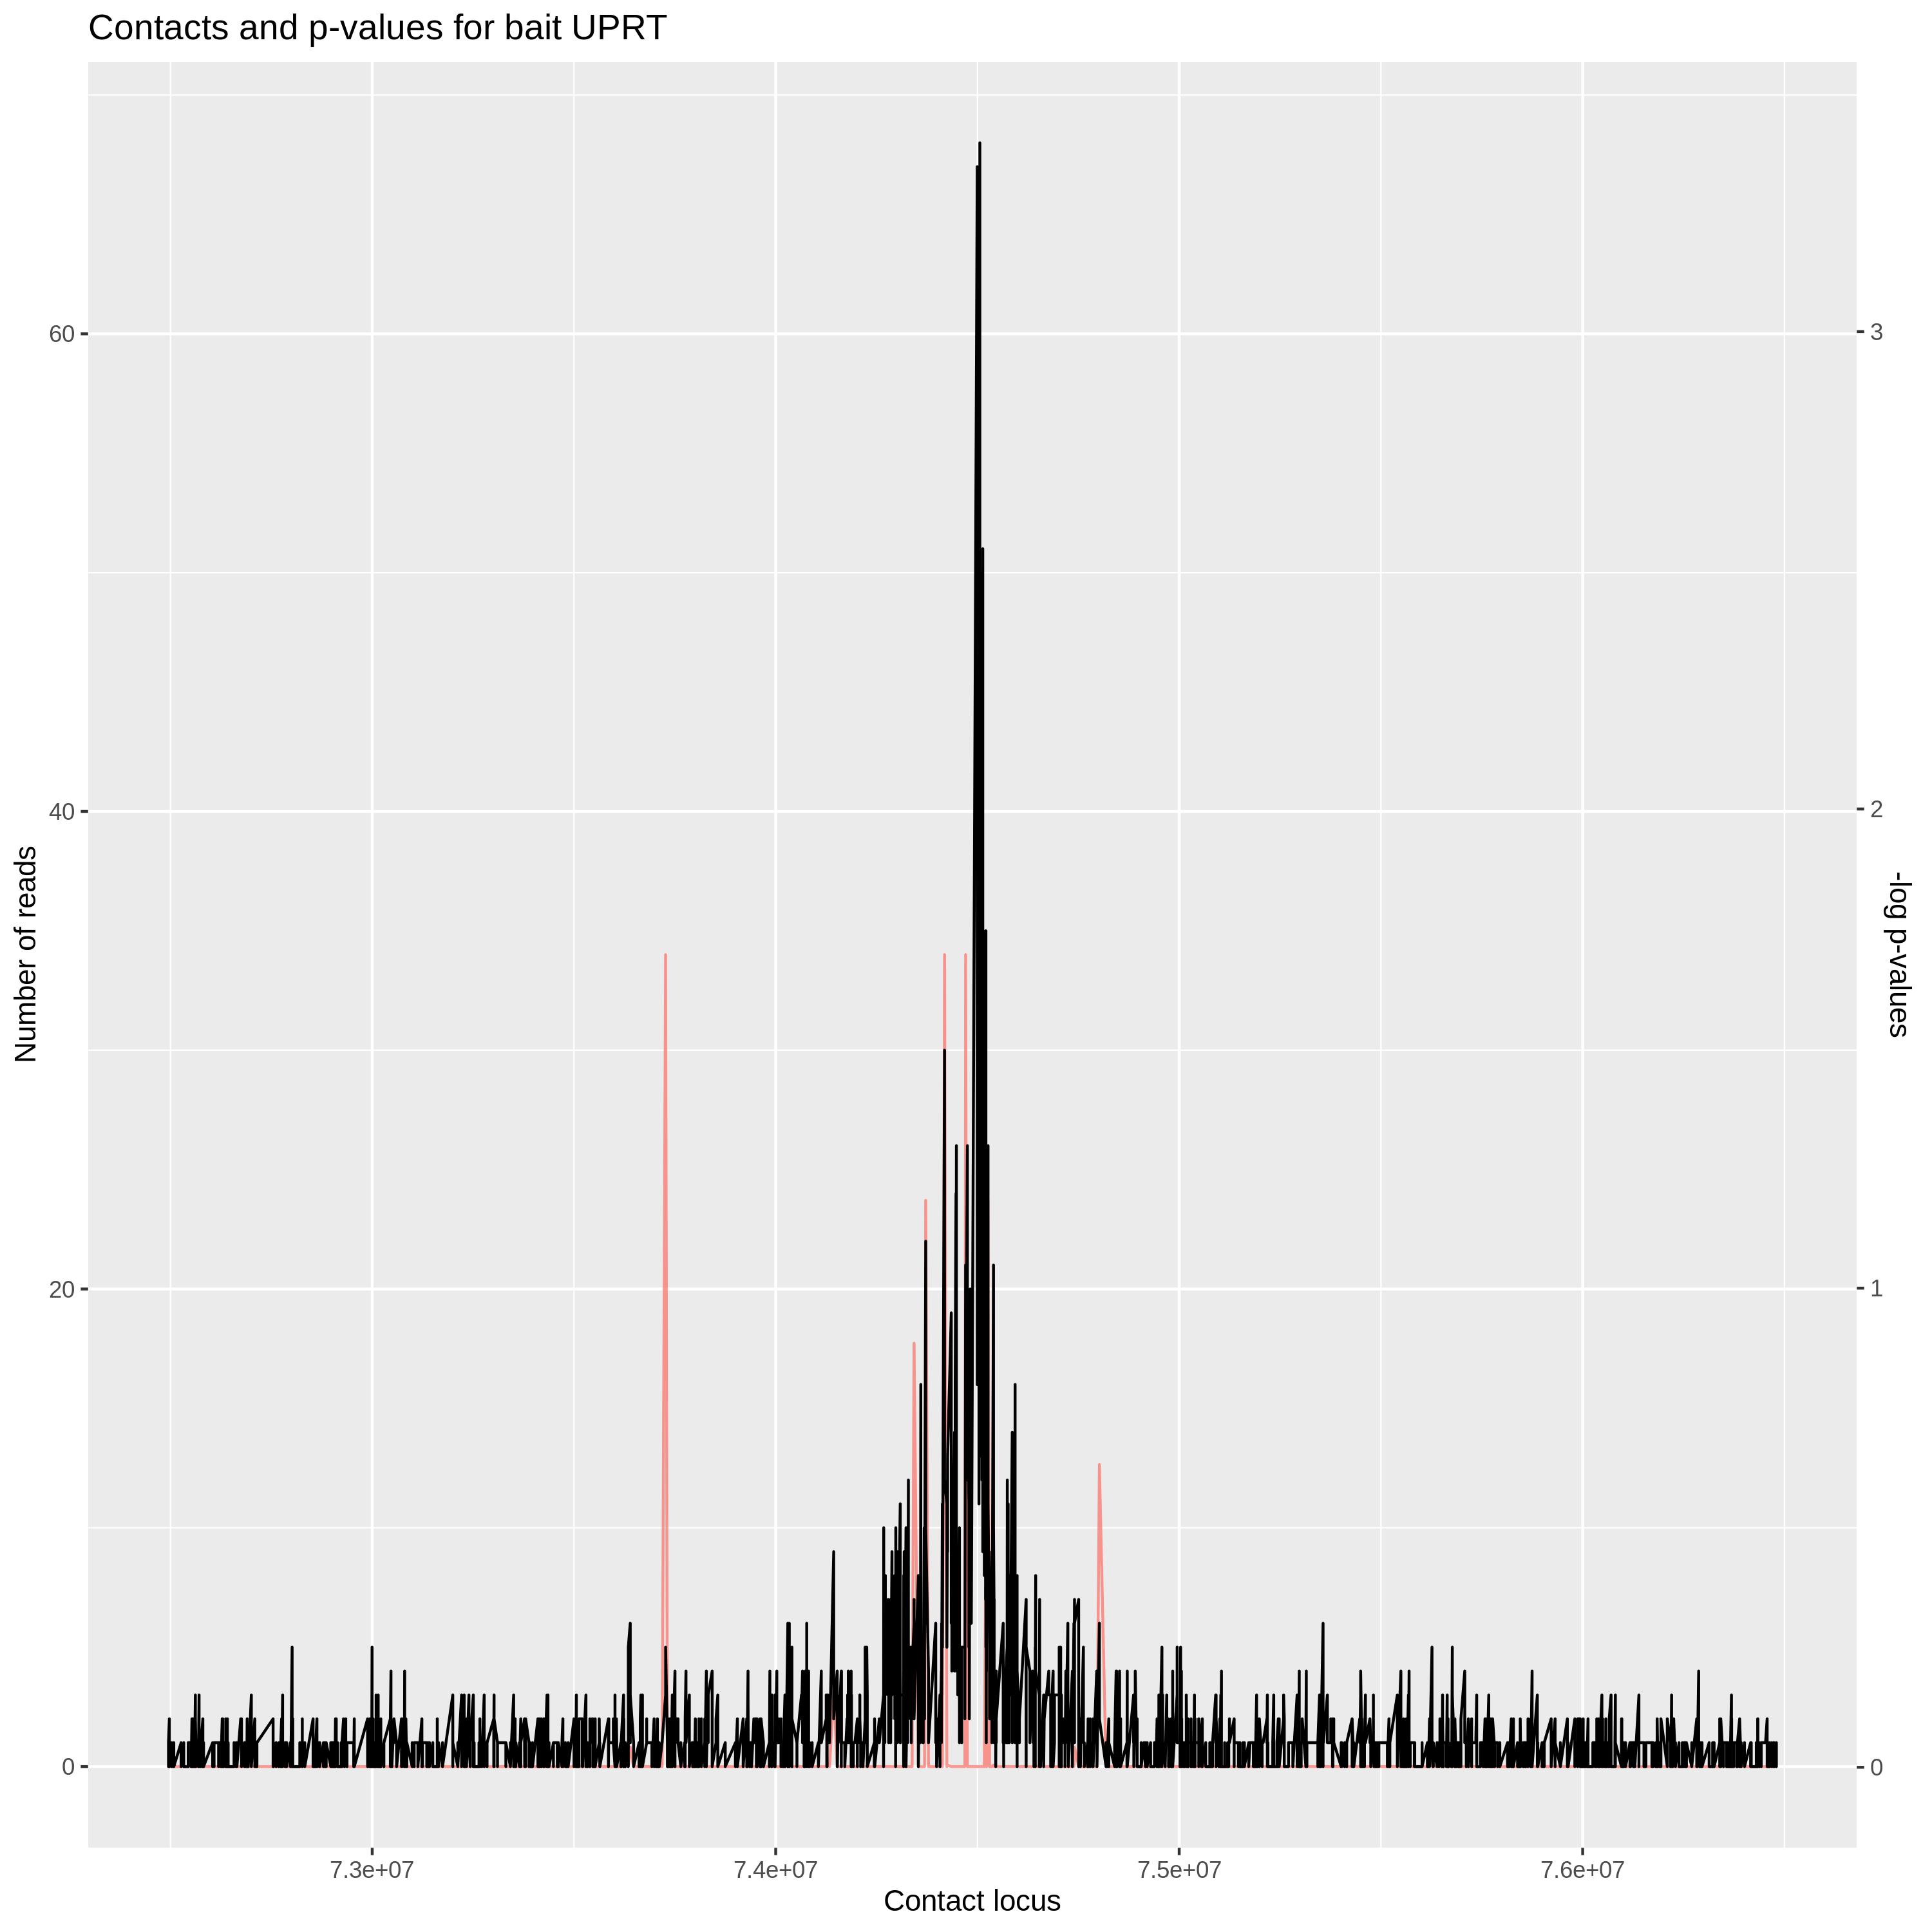 Contacts and p-values for bait UPRT
60
40
20
0
Number of reads
3
2
1
0
-log p-values
7.3e+07
7.4e+07
7.5e+07
7.6e+07
Contact locus